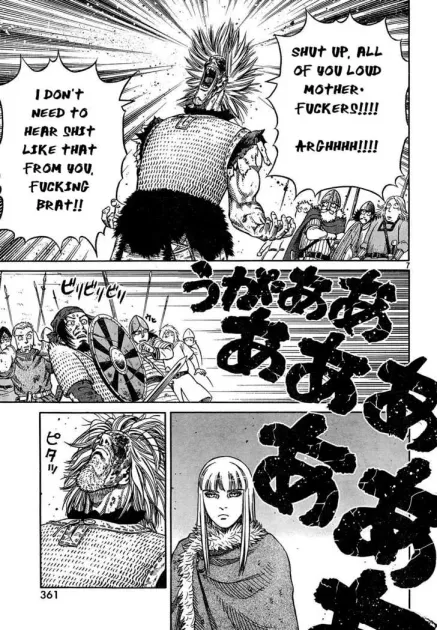 SHUT UP, ALL
OF YOU LOUD
MOTHER-
FUCKERS!!!!
ARGHHHH!!!!
I DON'T
NEED TO
HEAR SHIT
LIKE THAT
FROM YOU,
FUCKING
BRAT!!
うがあああ
あああ
ああ
ああ
ビリビリビリ
ピタッ
361